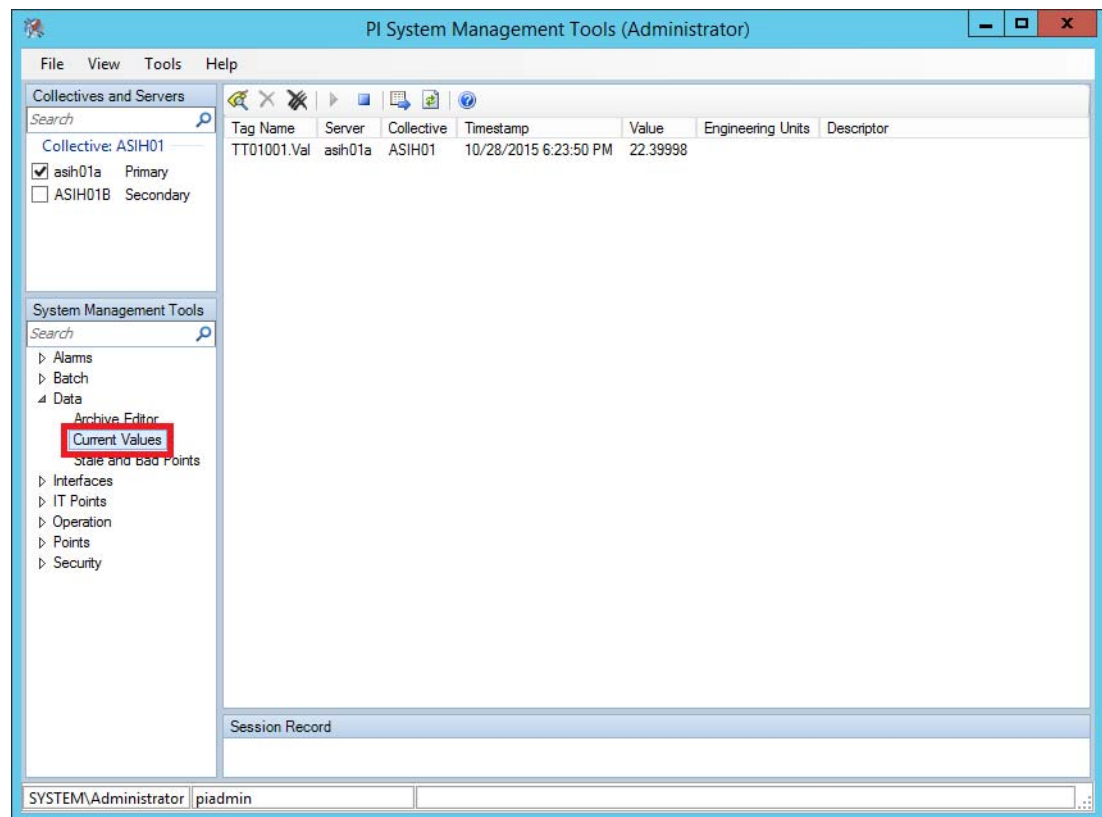 PI System Management Tools (Administrator)
File View Tools Help
Collectives and Servers
Search
Collective: ASIH01
asih01a Primary
ASIH01B Secondary
System Management Tools
Search
Alarms
Batch
Data
Archive Editor
Current Values
Stale and Bad Points
Interfaces
IT Points
Operation
Points
Security
Tag Name Server Collective Timestamp Value Engineering Units Descriptor
TT01001.Val asih01a ASIH01 10/28/2015 6:23:50 PM 22.39998
Session Record
SYSTEM\Administrator piadmin